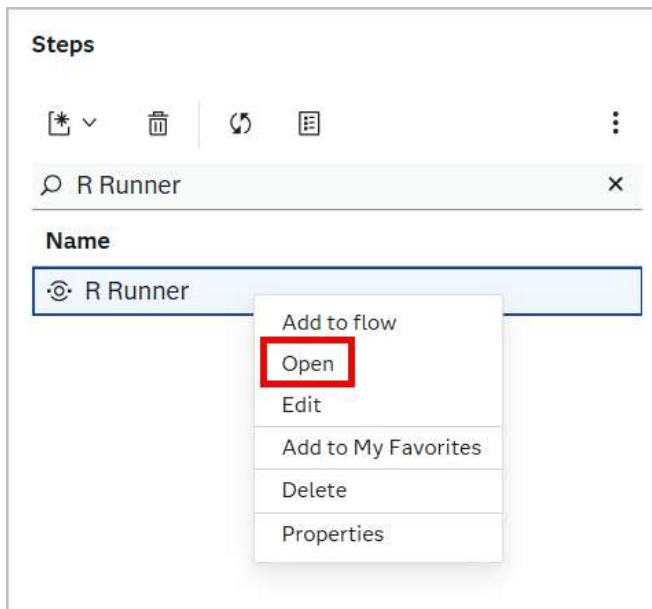 Steps
R Runner
Name
R Runner
Add to flow
Open
Edit
Add to My Favorites
Delete
Properties